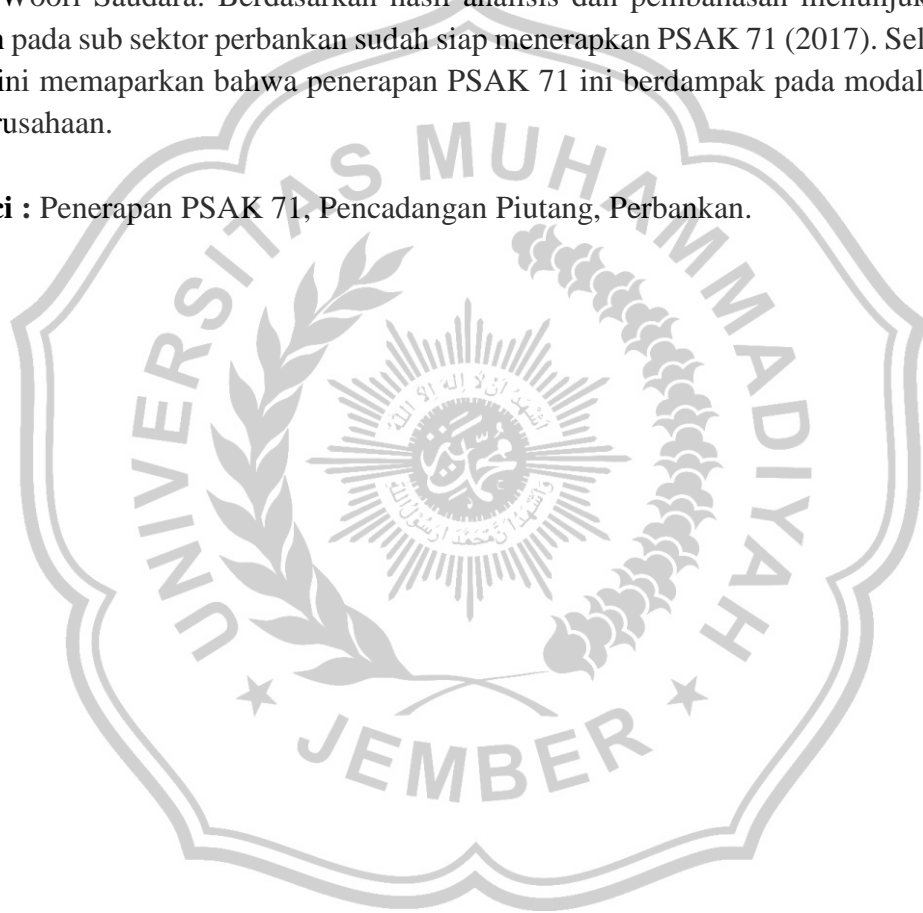 Woori Saudara. Berdasarkan hasil analisis dan pembahasan menunjuk
pada sub sektor perbankan sudah siap menerapkan PSAK 71 (2017). Sel
ini memaparkan bahwa penerapan PSAK 71 ini berdampak pada modal
rusahaan.
ci : Penerapan PSAK 71, Pencadangan Piutang, Perbankan.
UNIVERSITAS MUHAMMADIYAH
JEMBER